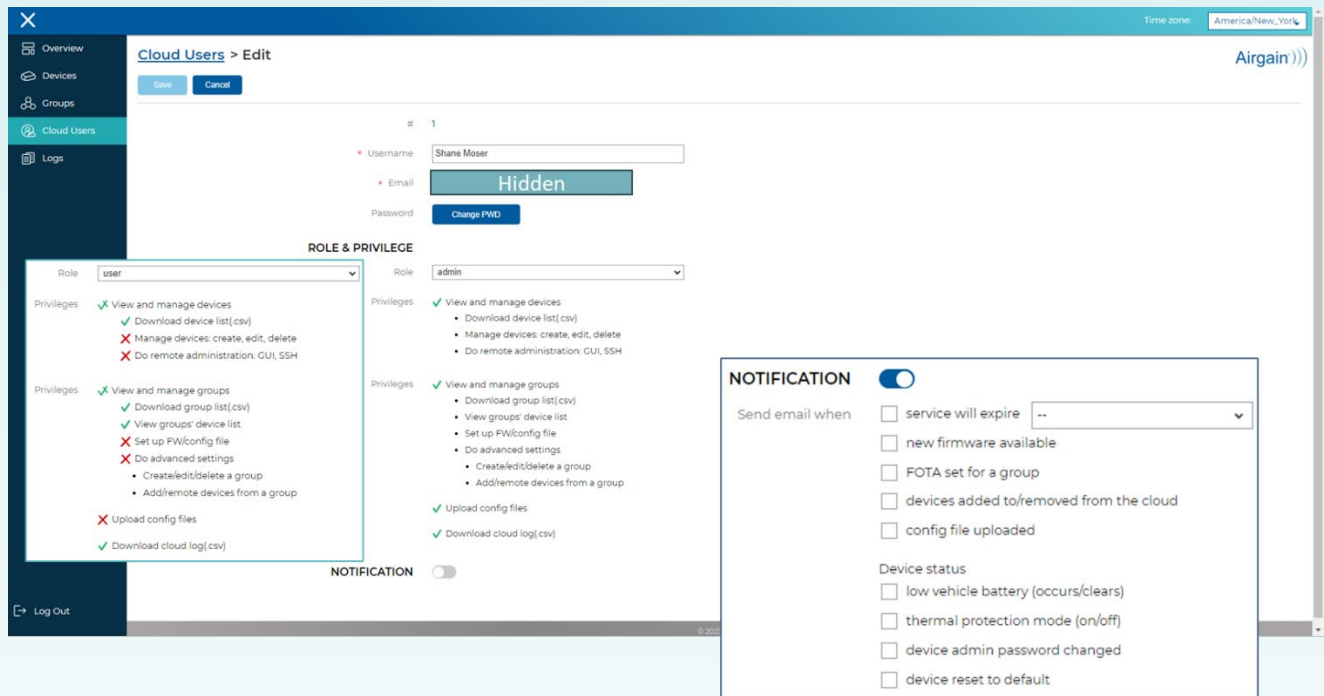 Time zone: America/New_York
Overview
Devices
Groups
Cloud Users
Logs
Log Out
Cloud Users > Edit
Airgain
Save Cancel
# 1
* Username Shane Moser
* Email Hidden
Password Change PWD
ROLE & PRIVILEGE
Role user
Privileges View and manage devices
Download device list(.csv)
Manage devices: create, edit, delete
Do remote administration: GUI, SSH
Privileges View and manage groups
Download group list(.csv)
View groups' device list
Set up FW/config file
Do advanced settings
Create/edit/delete a group
Add/remote devices from a group
Upload config files
Download cloud log(.csv)
Role admin
Privileges View and manage devices
Download device list(.csv)
Manage devices: create, edit, delete
Do remote administration: GUI, SSH
Privileges View and manage groups
Download group list(.csv)
View groups' device list
Set up FW/config file
Do advanced settings
Create/edit/delete a group
Add/remote devices from a group
Upload config files
Download cloud log(.csv)
NOTIFICATION
NOTIFICATION
Send email when service will expire --
new firmware available
FOTA set for a group
devices added to/removed from the cloud
config file uploaded
Device status
low vehicle battery (occurs/clears)
thermal protection mode (on/off)
device admin password changed
device reset to default